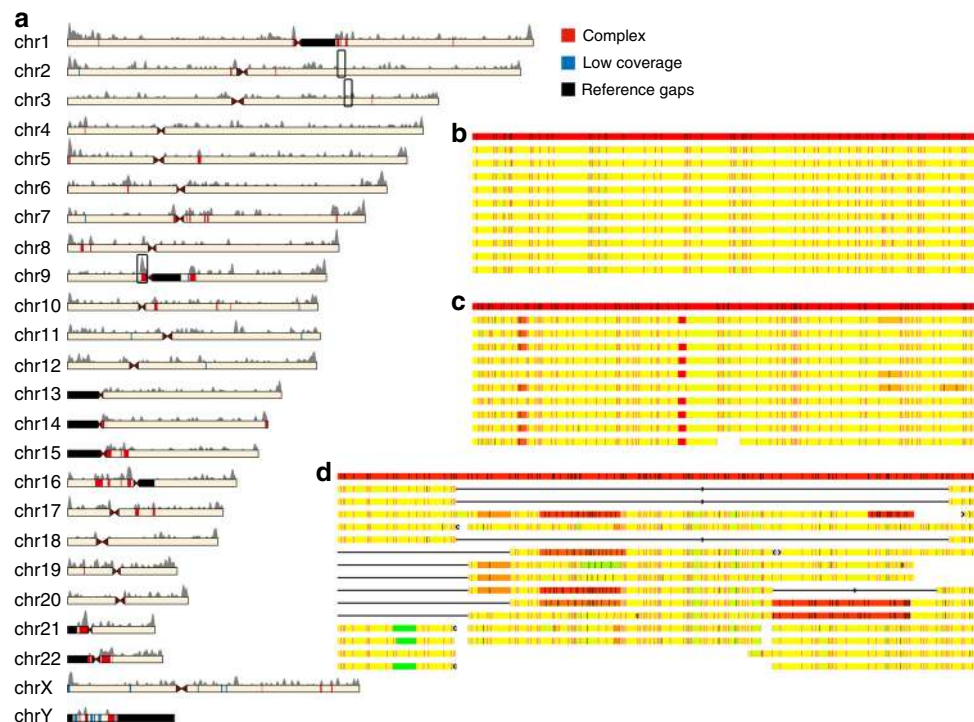 a
chr1
chr2
chr3
chr4
chr5
chr6
chr7
chr8
chr9
chr10
chr11
chr12
chr13
chr14
chr15
chr16
chr17
chr18
chr19
chr20
chr21
chr22
chrX
chrY
Complex
Low coverage
Reference gaps
b
c
d